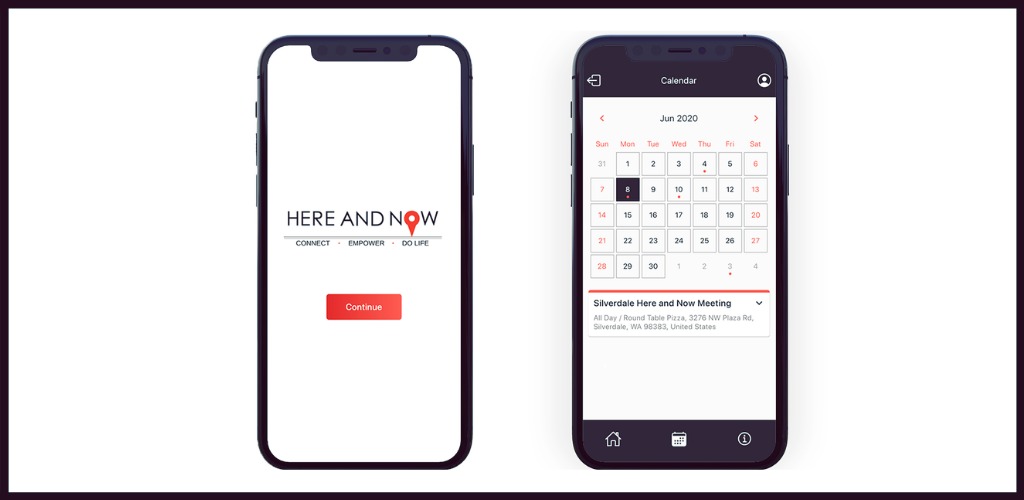 HERE AND NOW
CONNECT • EMPOWER • DO LIFE
Continue
Calendar
Jun 2020
Sun Mon Tue Wed Thu Fri Sat
31 1 2 3 4 5 6
7 8 9 10 11 12 13
14 15 16 17 18 19 20
21 22 23 24 25 26 27
28 29 30 1 2 3 4
Silverdale Here and Now Meeting
All Day / Round Table Pizza, 3276 NW Plaza Rd,
Silverdale, WA 98383, United States